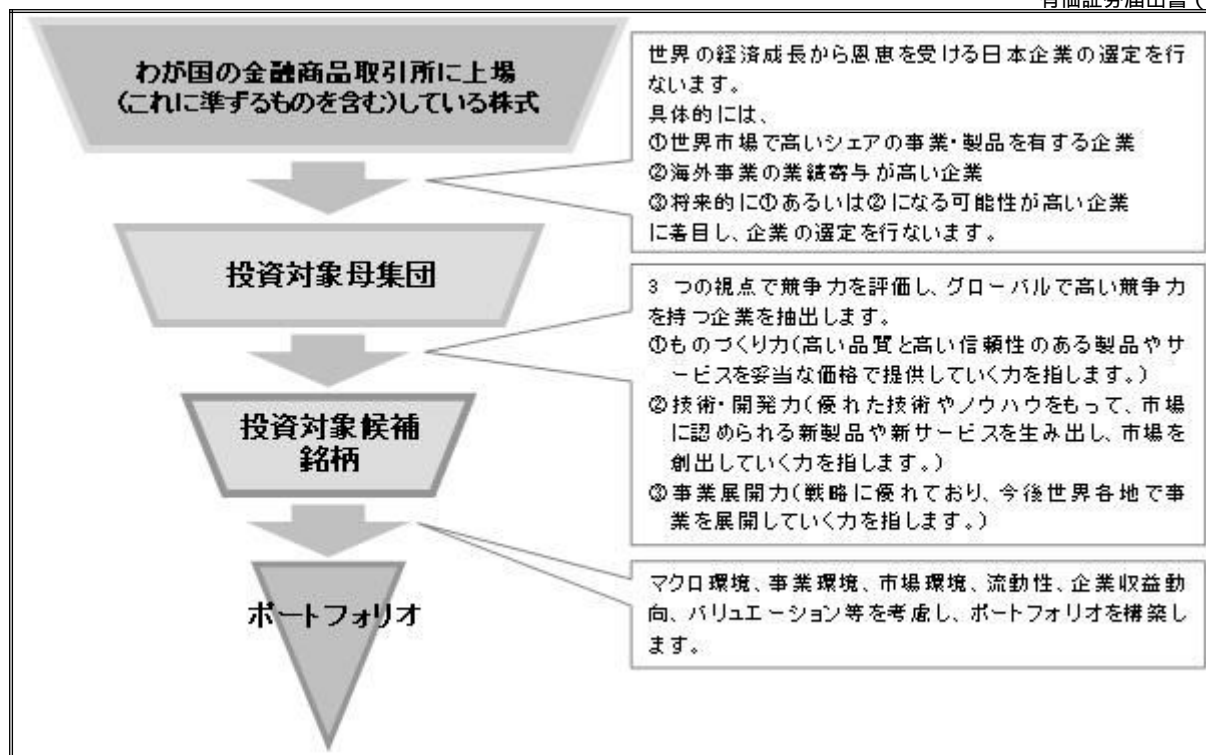 有価証券届出書（
わが国の金融商品取引所に上場
(これに準ずるものを含む)している株式
世界の経済成長から恩恵を受ける日本企業の選定を行
ないます。
具体的には、
①世界市場で高いシェアの事業・製品を有する企業
②海外事業の業績寄与が高い企業
③将来的に①あるいは②になる可能性が高い企業
に着目し、企業の選定を行ないます。
投資対象母集団
3 つの視点で競争力を評価し、グローバルで高い競争力
を持つ企業を抽出します。
①ものづくり力(高い品質と高い信頼性のある製品やサ
ービスを妥当な価格で提供していく力を指します。)
②技術・開発力(優れた技術やノウハウをもって、市場
に認められる新製品や新サービスを生み出し、市場を
創出していく力を指します。)
③事業展開力(戦略に優れており、今後世界各地で事
業を展開していく力を指します。)
投資対象候補
銘柄
マクロ環境、事業環境、市場環境、流動性、企業収益動
向、バリュエーション等を考慮し、ポートフォリオを構築し
ます。
ポートフォリオ